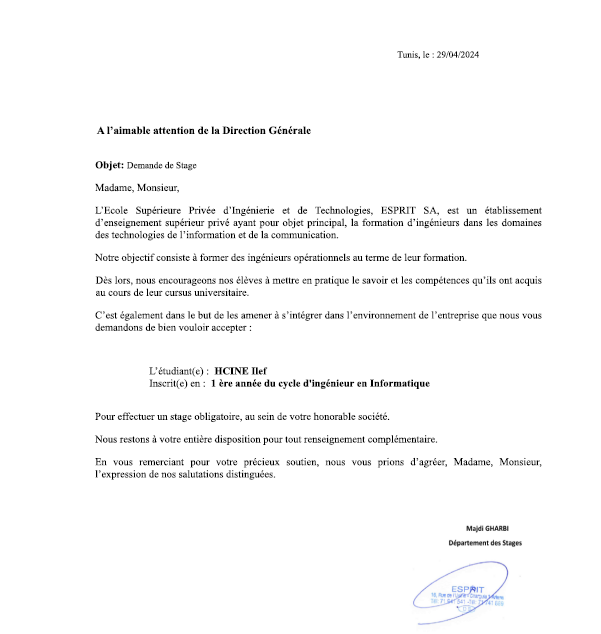 Tunis, le : 29/04/2024
A l'aimable attention de la Direction Générale
Objet: Demande de Stage
Madame, Monsieur,
L'Ecole Supérieure Privée d'Ingénierie et de Technologies, ESPRIT SA, est un établissement
d'enseignement supérieur privé ayant pour objet principal, la formation d'ingénieurs dans les domaines
des technologies de l'information et de la communication.
Notre objectif consiste à former des ingénieurs opérationnels au terme de leur formation.
Dès lors, nous encourageons nos élèves à mettre en pratique le savoir et les compétences qu'ils ont acquis
au cours de leur cursus universitaire.
C'est également dans le but de les amener à s'intégrer dans l'environnement de l'entreprise que nous vous
demandons de bien vouloir accepter :
L'étudiant(e) : HCINE Ilef
Inscrit(e) en : 1 ère année du cycle d'ingénieur en Informatique
Pour effectuer un stage obligatoire, au sein de votre honorable société.
Nous restons à votre entière disposition pour tout renseignement complémentaire.
En vous remerciant pour votre précieux soutien, nous vous prions d'agréer, Madame, Monsieur,
l'expression de nos salutations distinguées.
Majdi GHARBI
Département des Stages
ESPRIT